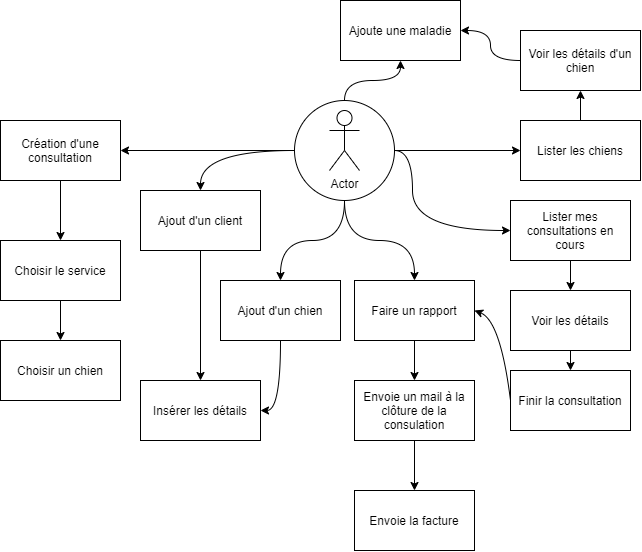 Ajoute une maladie
Voir les détails d'un
chien
Création d'une
consultation
Actor
Lister les chiens
Ajout d'un client
Lister mes
consultations en
cours
Choisir le service
Ajout d'un chien
Faire un rapport
Voir les détails
Choisir un chien
Insérer les détails
Envoie un mail à la
clôture de la
consulation
Finir la consultation
Envoie la facture